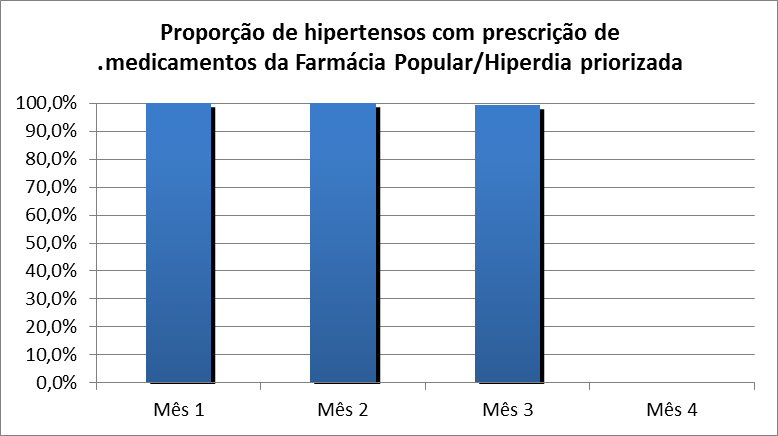 Proporção de hipertensos com prescrição de
.medicamentos da Farmácia Popular/Hiperdia priorizada
100,0%
90,0%
80,0%
70,0%
60,0%
50,0%
40,0%
30,0%
20,0%
10,0%
0,0%
Mês 1
Mês 2
Mês 3
Mês 4